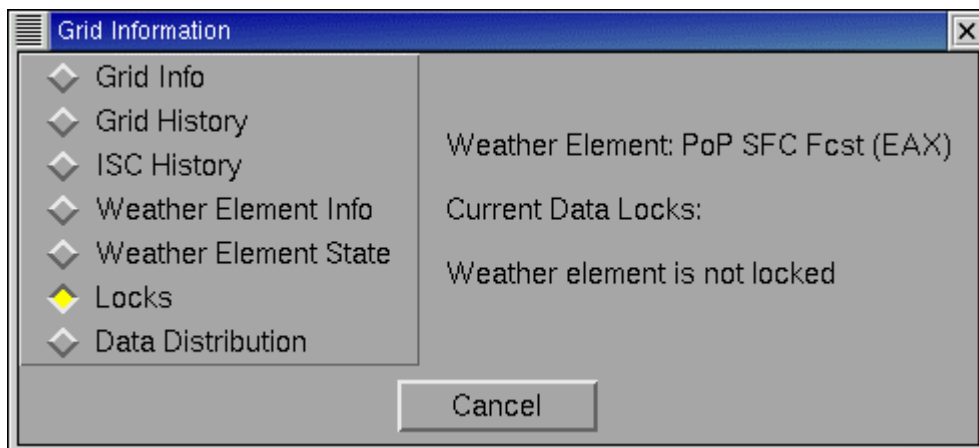 Grid Information
Grid Info
Grid History
ISC History
Weather Element Info
Weather Element State
Locks
Data Distribution
Weather Element: PoP SFC Fcst (EAX)
Current Data Locks:
Weather element is not locked
Cancel